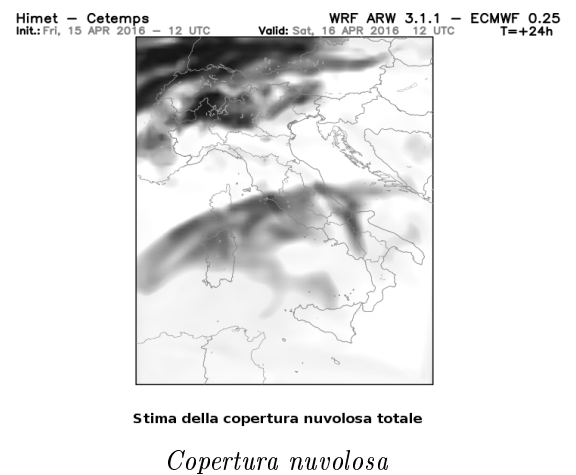 Himet – Cetemps WRF ARW 3.1.1 – ECMWF 0.25
Init.: Fri, 15 APR 2016 – 12 UTC Valid: Sat, 16 APR 2016 12 UTC T=+24h
Stima della copertura nuvolosa totale
Copertura nuvolosa